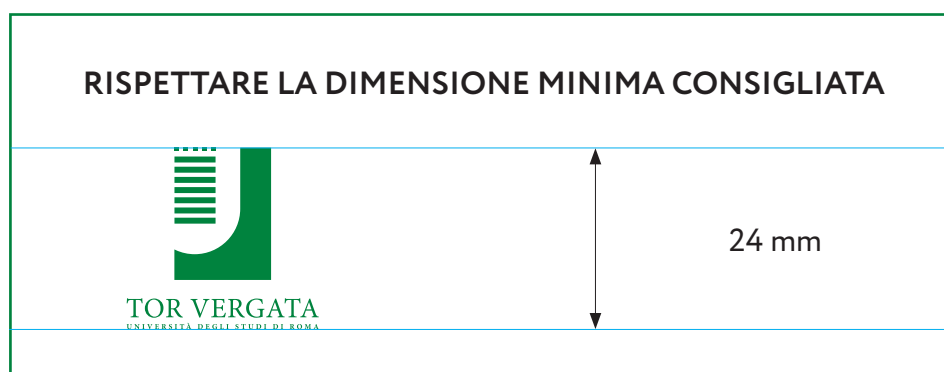 RISPETTARE LA DIMENSIONE MINIMA CONSIGLIATA
24 mm
TOR VERGATA
UNIVERSITÀ DEGLI STUDI DI ROMA